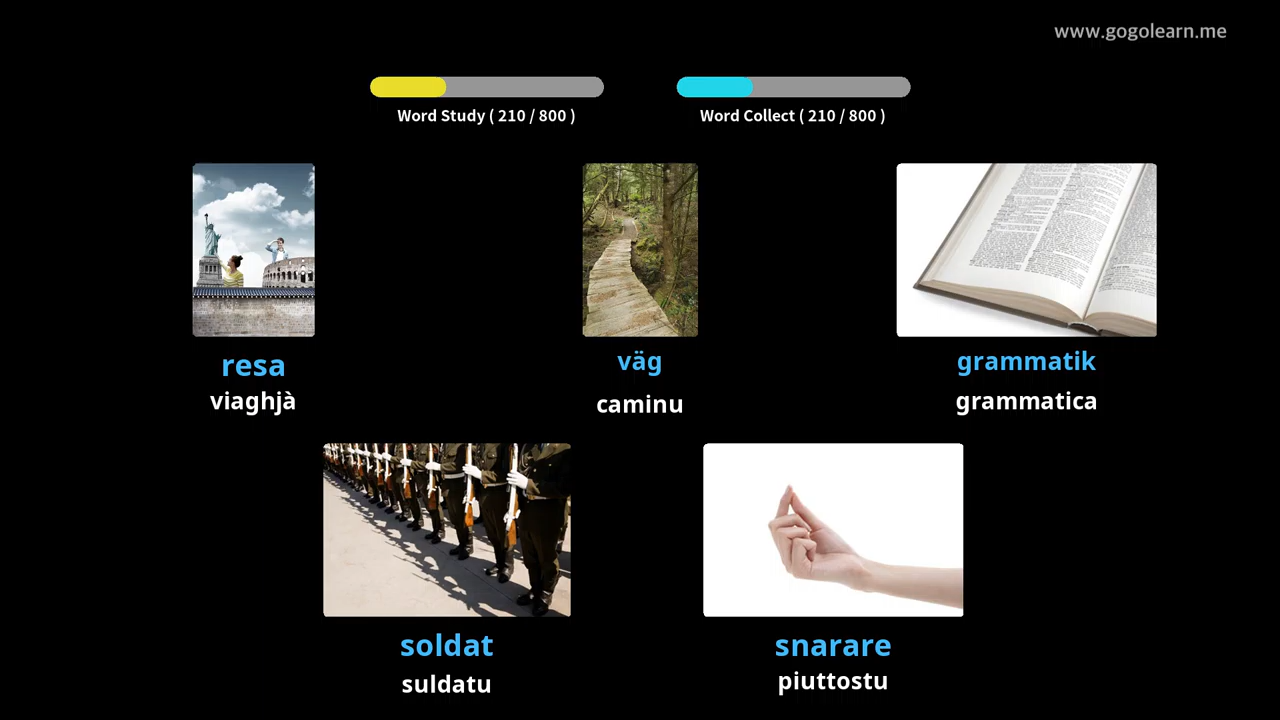 www.gogolearn.me
Word Study ( 210 / 800 )
Word Collect ( 210 / 800 )
resa
viaghjà
väg
caminu
grammatik
grammatica
soldat
suldatu
snarare
piuttostu